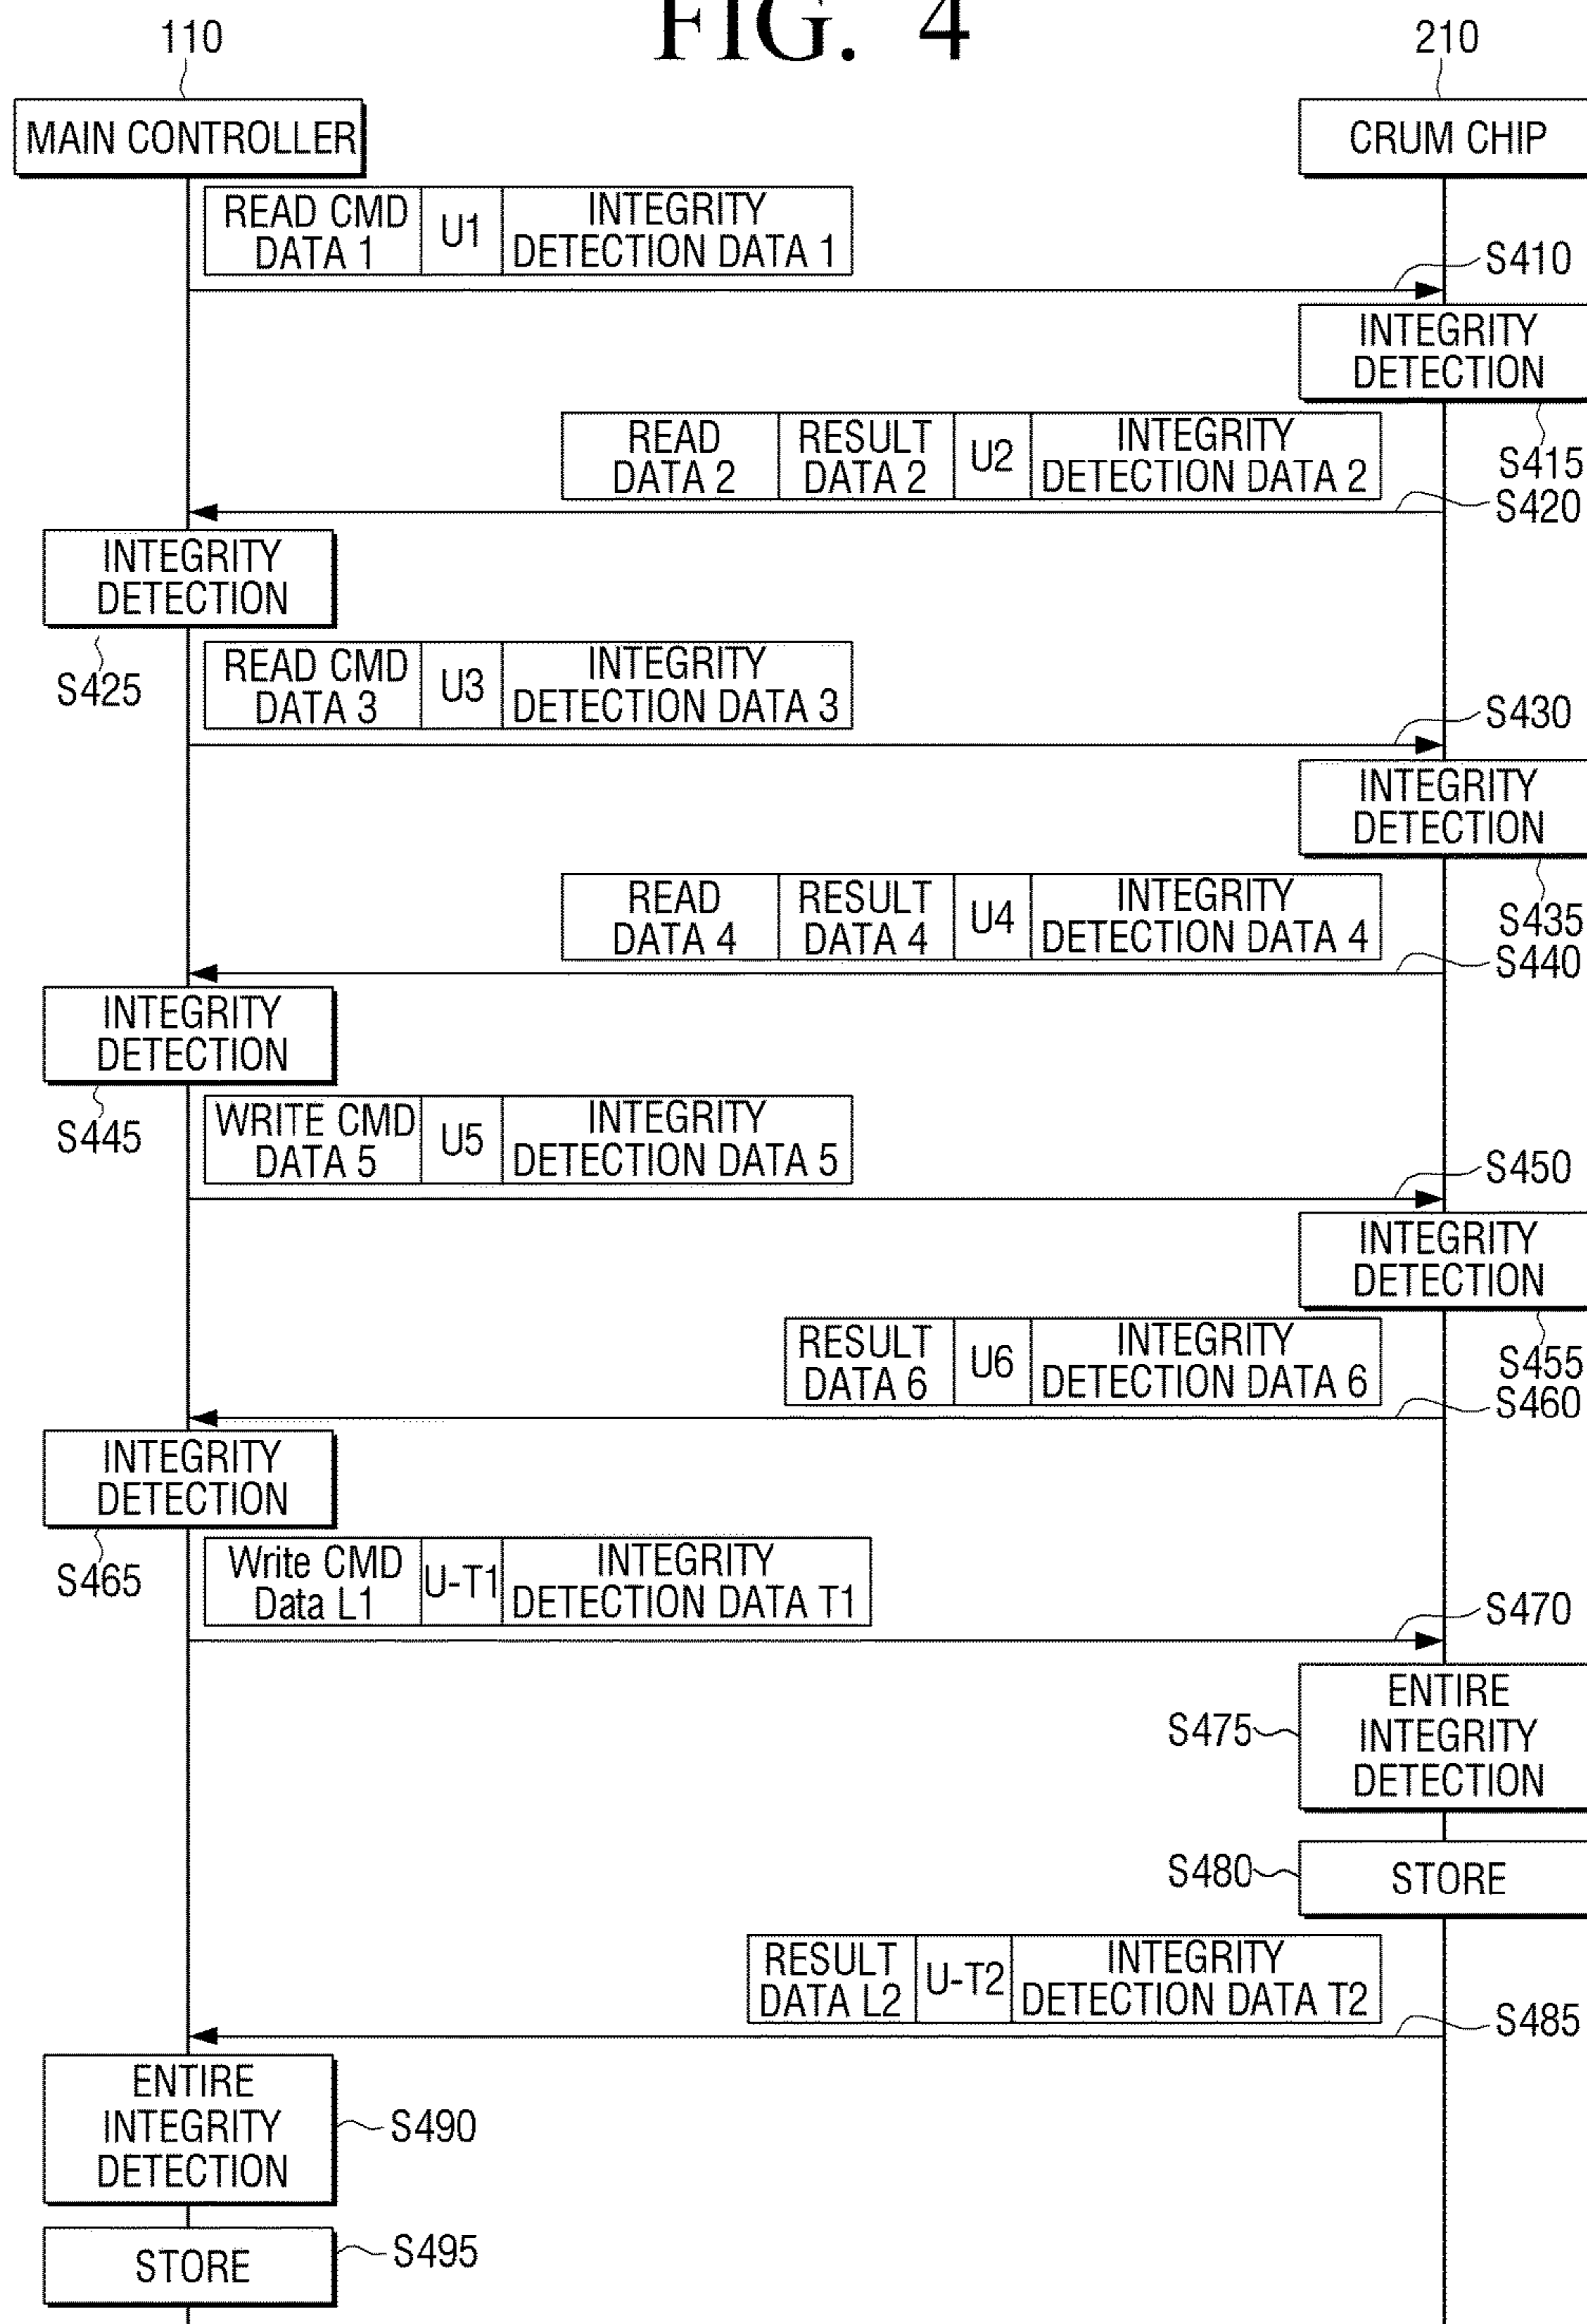 FIG. 4
110
210
MAIN CONTROLLER
CRUM CHIP
READ CMD
DATA 1
U1
INTEGRITY
DETECTION DATA 1
S410
INTEGRITY
DETECTION
S415
READ
DATA 2
RESULT
DATA 2
U2
INTEGRITY
DETECTION DATA 2
S420
INTEGRITY
DETECTION
S425
READ CMD
DATA 3
U3
INTEGRITY
DETECTION DATA 3
S430
INTEGRITY
DETECTION
S435
READ
DATA 4
RESULT
DATA 4
U4
INTEGRITY
DETECTION DATA 4
S440
INTEGRITY
DETECTION
S445
WRITE CMD
DATA 5
U5
INTEGRITY
DETECTION DATA 5
S450
INTEGRITY
DETECTION
S455
RESULT
DATA 6
U6
INTEGRITY
DETECTION DATA 6
S460
INTEGRITY
DETECTION
S465
Write CMD
Data L1
U-T1
INTEGRITY
DETECTION DATA T1
S470
ENTIRE
INTEGRITY
DETECTION
S475
STORE
S480
RESULT
DATA L2
U-T2
INTEGRITY
DETECTION DATA T2
S485
ENTIRE
INTEGRITY
DETECTION
S490
STORE
S495